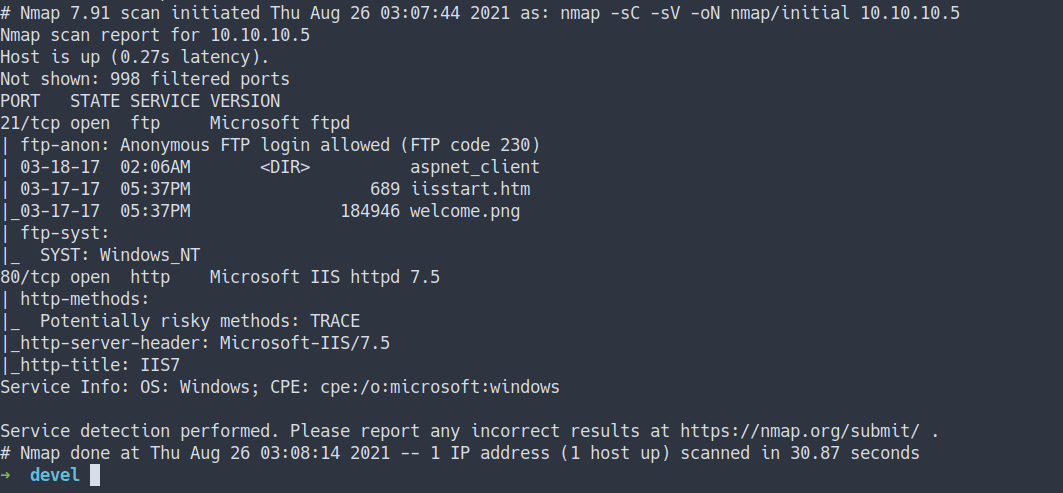 # Nmap 7.91 scan initiated Thu Aug 26 03:07:44 2021 as: nmap -sC -sV -oN nmap/initial 10.10.10.5
Nmap scan report for 10.10.10.5
Host is up (0.27s latency).
Not shown: 998 filtered ports
PORT   STATE SERVICE VERSION
21/tcp open  ftp     Microsoft ftpd
| ftp-anon: Anonymous FTP login allowed (FTP code 230)
| 03-18-17  02:06AM       <DIR>          aspnet_client
| 03-17-17  05:37PM                  689 iisstart.htm
|_03-17-17  05:37PM               184946 welcome.png
| ftp-syst:
|_  SYST: Windows_NT
80/tcp open  http    Microsoft IIS httpd 7.5
| http-methods:
|_  Potentially risky methods: TRACE
|_http-server-header: Microsoft-IIS/7.5
|_http-title: IIS7
Service Info: OS: Windows; CPE: cpe:/o:microsoft:windows

Service detection performed. Please report any incorrect results at https://nmap.org/submit/ .
# Nmap done at Thu Aug 26 03:08:14 2021 -- 1 IP address (1 host up) scanned in 30.87 seconds
→  devel